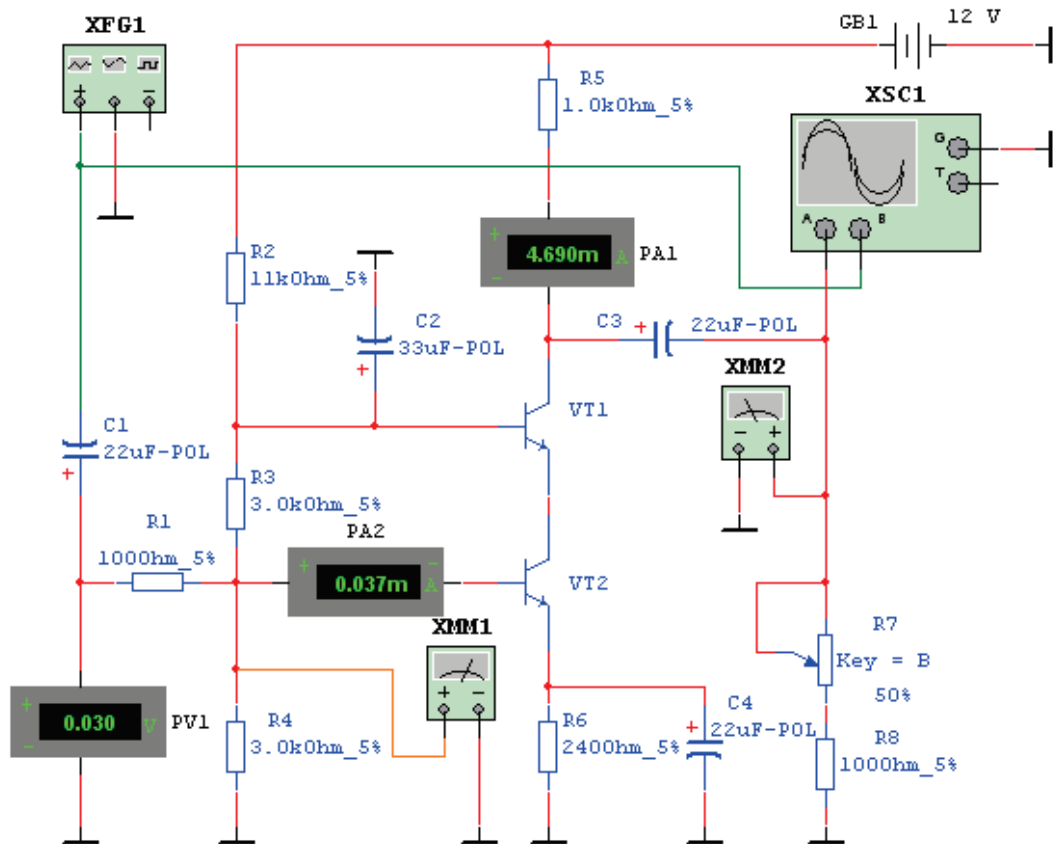 XFG1
+
−
GB1
12 V
R5
1.0kOhm_5%
XSC1
G
T
A
B
+
4.690m
A
−
PA1
R2
11kOhm_5%
C2
33uF-POL
+
C3
+
22uF-POL
XMM2
−
+
VT1
C1
22uF-POL
+
R3
3.0kOhm_5%
R1
100Ohm_5%
PA2
+
−
0.037m
A
VT2
XMM1
+
−
R7
Key = B
50%
+
0.030
V
−
PV1
R4
3.0kOhm_5%
R6
240Ohm_5%
C4
+
22uF-POL
R8
100Ohm_5%